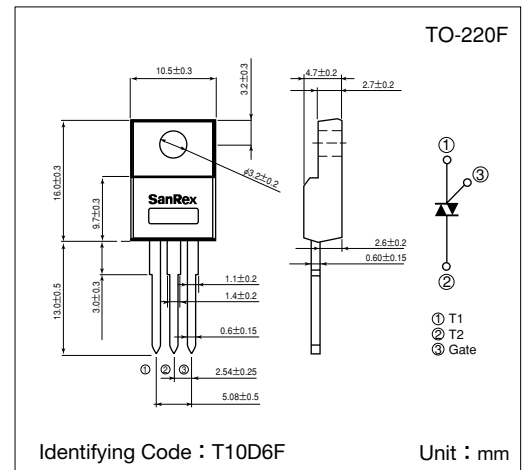 TO-220F
10.5±0.3
3.2±0.3
4.7±0.2
2.7±0.2
16.0±0.3
9.7±0.3
φ3.2±0.2
SanRex
①
③
②
2.6±0.2
0.60±0.15
13.0±0.5
3.0±0.3
1.1±0.2
1.4±0.2
0.6±0.15
① ② ③
2.54±0.25
5.08±0.5
① T1
② T2
③ Gate
Identifying Code：T10D6F
Unit：mm